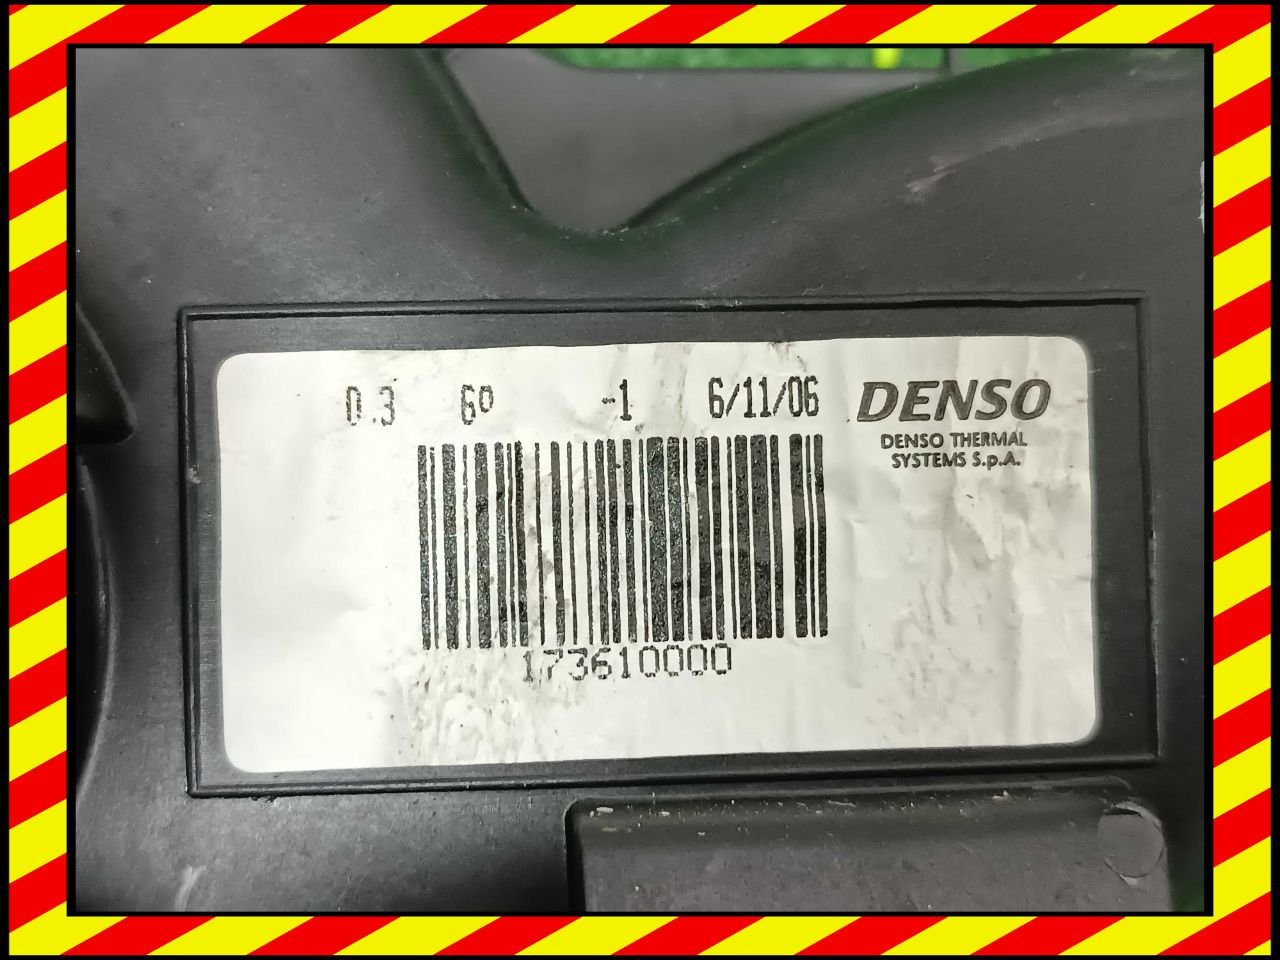 0.3 6º -1 6/11/06 DENSO
DENSO THERMAL
SYSTEMS S.p.A.
173610000